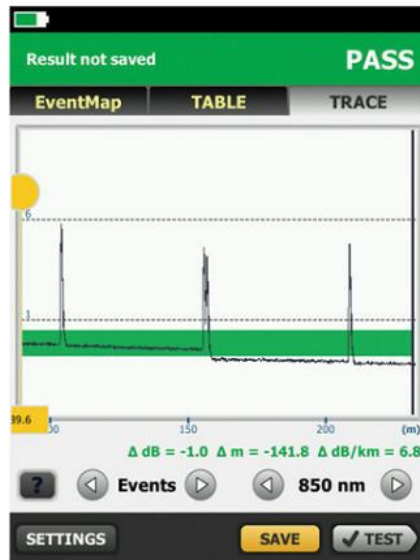 Result not saved PASS
EventMap TABLE TRACE
6
1
39.6
150 200 (m)
Δ dB = -1.0 Δ m = -141.8 Δ dB/km = 6.8
? Events 850 nm
SETTINGS SAVE TEST